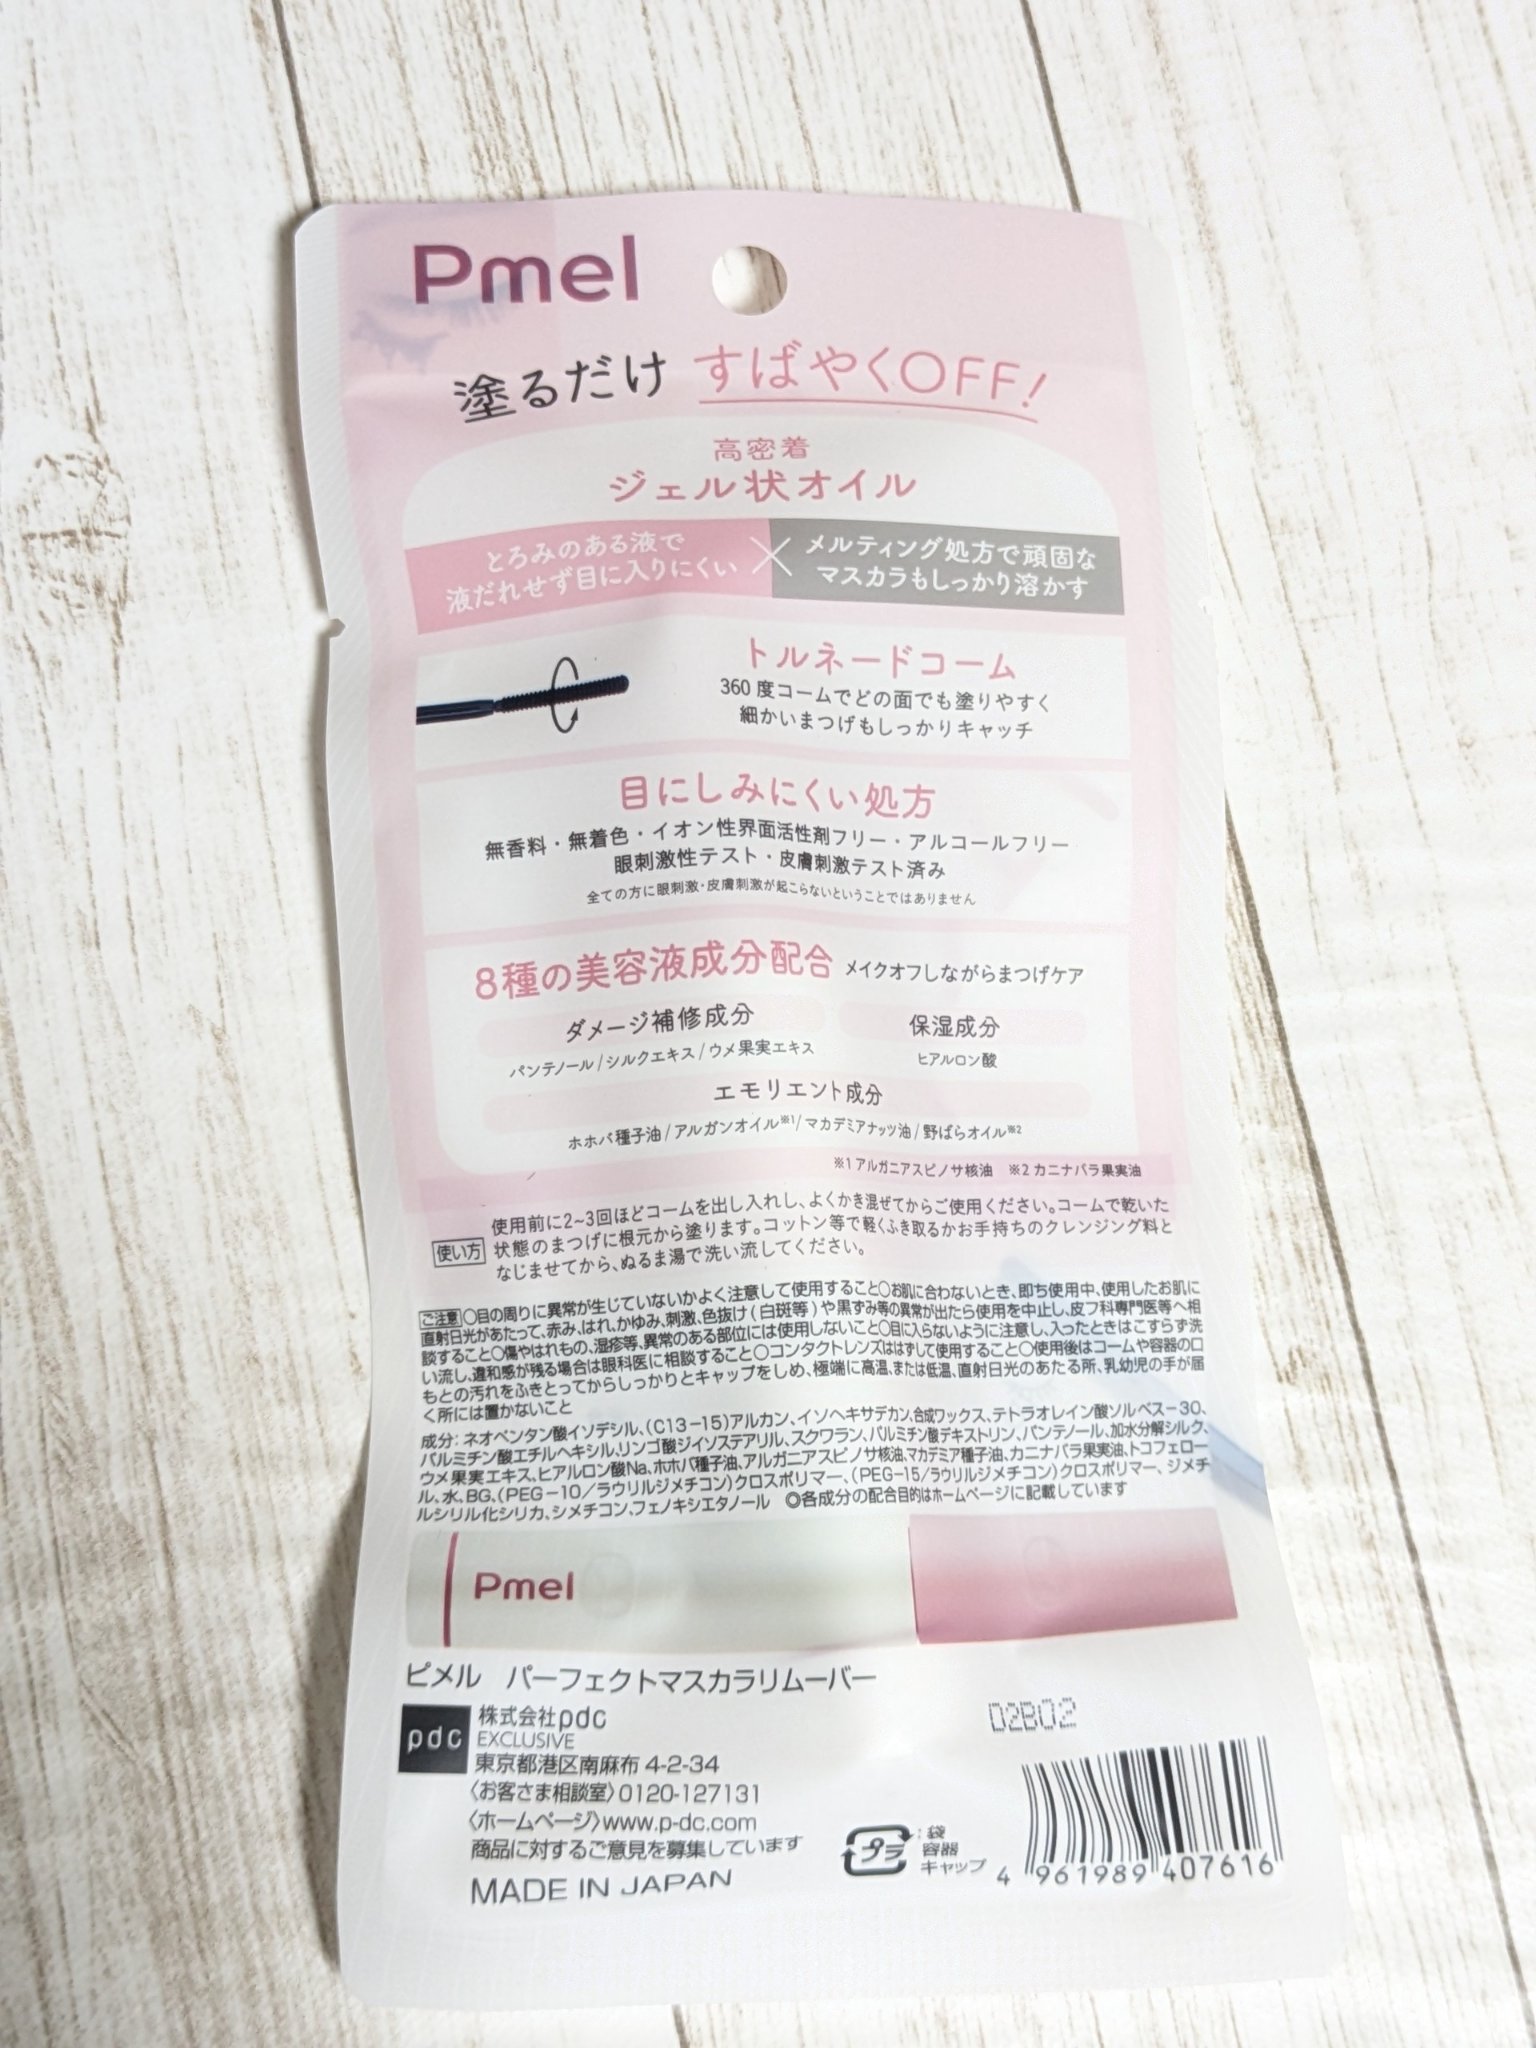 Pmel
塗るだけ すばやくOFF!
高密着
ジェル状オイル
とろみのある液で
液だれせず目に入りにくい
×
メルティング処方で頑固な
マスカラもしっかり溶かす
トルネードコーム
360度コームでどの面でも塗りやすく
細かいまつげもしっかりキャッチ
目にしみにくい処方
無香料・無着色・イオン性界面活性剤フリー・アルコールフリー
眼刺激性テスト・皮膚刺激テスト済み
全ての方に眼刺激・皮膚刺激が起こらないということではありません
8種の美容液成分配合 メイクオフしながらまつげケア
ダメージ補修成分
パンテノール/シルクエキス/ウメ果実エキス
保湿成分
ヒアルロン酸
エモリエント成分
ホホバ種子油/アルガンオイル※1/マカデミアナッツ油/野ばらオイル※2
※1 アルガニアスピノサ核油 ※2 カニナバラ果実油
使い方
使用前に2~3回ほどコームを出し入れし、よくかき混ぜてからご使用ください。コームで乾いた
状態のまつげに根元から塗ります。コットン等で軽くふき取るかお手持ちのクレンジング料と
なじませてから、ぬるま湯で洗い流してください。
ご注意 〇目の周りに異常が生じていないかよく注意して使用すること〇お肌に合わないとき、即ち使用中、使用したお肌に
直射日光があたって、赤み、はれ、かゆみ、刺激、色抜け(白斑等)や黒ずみ等の異常が出たら使用を中止し、皮フ科専門医等へ相
談すること〇傷やはれもの、湿疹等、異常のある部位には使用しないこと〇目に入らないように注意し、入ったときはこすらず洗
い流し、違和感が残る場合は眼科医に相談すること〇コンタクトレンズははずして使用すること〇使用後はコームや容器の口
もとの汚れをふきとってからしっかりとキャップをしめ、極端に高温、または低温、直射日光のあたる所、乳幼児の手が届
く所には置かないこと
成分:ネオペンタン酸イソデシル、(C13-15)アルカン、イソヘキサデカン、合成ワックス、テトラオレイン酸ソルベス-30、
パルミチン酸エチルヘキシル、リンゴ酸ジイソステアリル、スクワラン、パルミチン酸デキストリン、パンテノール、加水分解シルク、
ウメ果実エキス、ヒアルロン酸Na、ホホバ種子油、アルガニアスピノサ核油、マカデミア種子油、カニナバラ果実油、トコフェロー
ル、水、BG、(PEG-10/ラウリルジメチコン)クロスポリマー、(PEG-15/ラウリルジメチコン)クロスポリマー、ジメチ
ルシリル化シリカ、シメチコン、フェノキシエタノール ◎各成分の配合目的はホームページに記載しています
Pmel
ピメル パーフェクトマスカラリムーバー
pdc
株式会社pdc
EXCLUSIVE
東京都港区南麻布 4-2-34
〈お客さま相談室〉0120-127131
〈ホームページ〉www.p-dc.com
商品に対するご意見を募集しています
MADE IN JAPAN
02B02
プラ
:袋
容器
キャップ
4 961989 407616